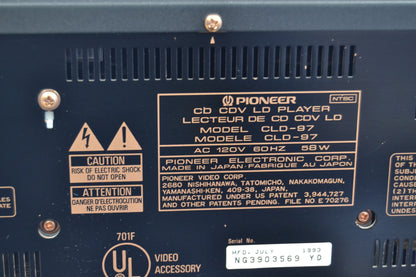 PIONEER
NTSC
CD CDV LD PLAYER
LECTEUR DE CD CDV LD
MODEL CLD-97
MODELE CLD-97
AC 120V 60HZ 58W
PIONEER ELECTRONIC CORP.
MADE IN JAPAN·FABRIQUE AU JAPON
PIONEER VIDEO CORP.
2680 NISHIHANAWA, TATOMICHO, NAKAKOMAGUN,
YAMANASHI-KEN, 409-38, JAPAN.
MANUFACTURED UNDER U.S. PATENTS 3,944,727
AND OTHER PATENTS PENDING. FILE NO E 70276
CAUTION
RISK OF ELECTRIC SHOCK
DO NOT OPEN
ATTENTION
DANGER D'ELECTROCUTION
NE PAS OUVRIR
701F
UL
VIDEO
ACCESSORY
Serial No.
MFD. JULY 1993
NG3903569 YD